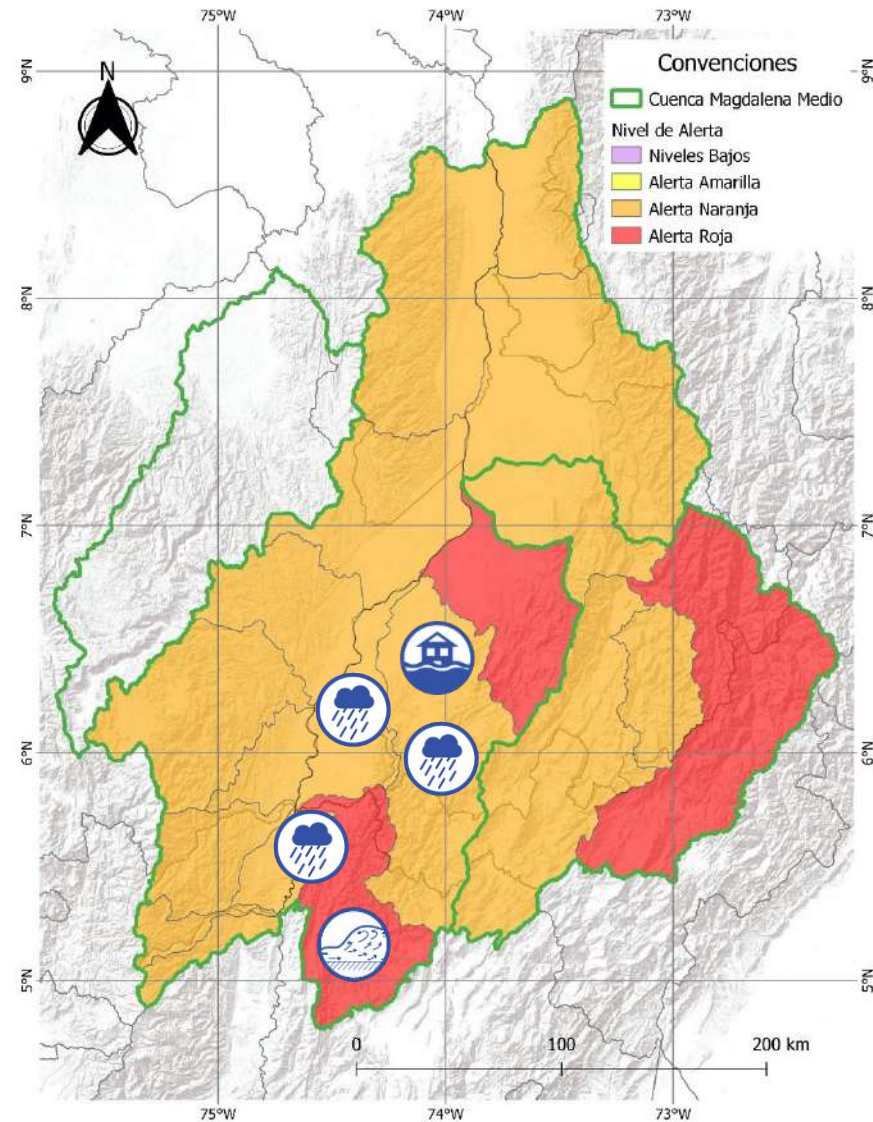 75°W 74°W 73°W
N
Convenciones
Cuenca Magdalena Medio
Nivel de Alerta
Niveles Bajos
Alerta Amarilla
Alerta Naranja
Alerta Roja
9°N 9°N
8°N 8°N
7°N 7°N
6°N 6°N
5°N 5°N
0 100 200 km
75°W 74°W 73°W